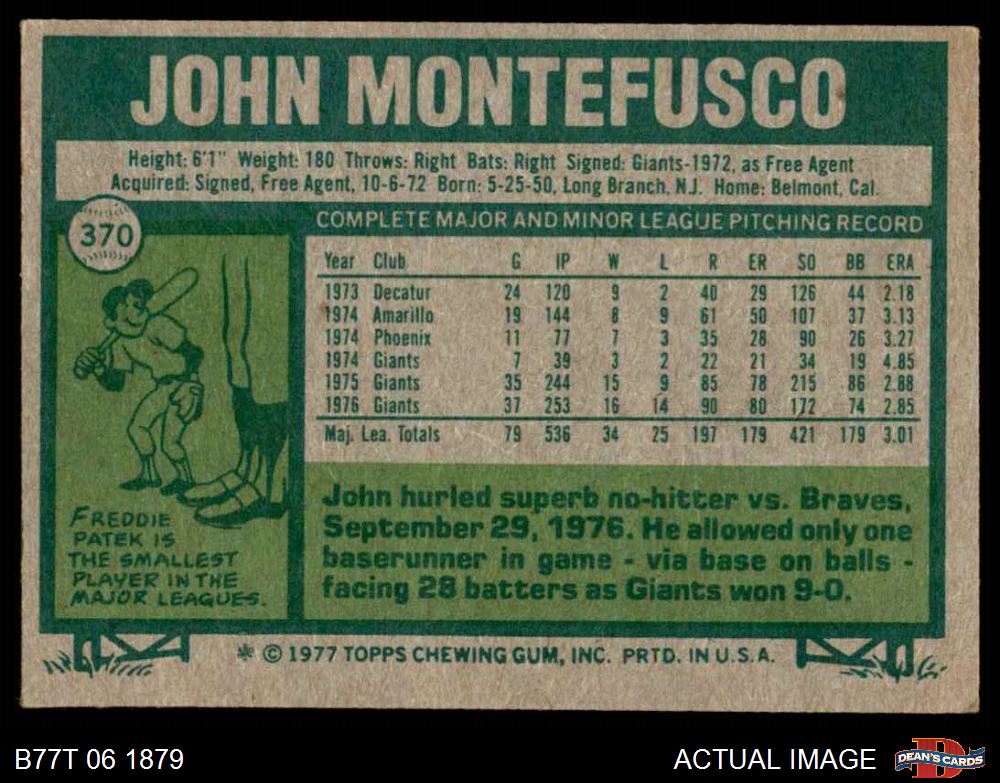 JOHN MONTEFUSCO
Height: 6'1" Weight: 180 Throws: Right Bats: Right Signed: Giants-1972, as Free Agent
Acquired: Signed, Free Agent, 10-6-72 Born: 5-25-50, Long Branch, N.J. Home: Belmont, Cal.
370
COMPLETE MAJOR AND MINOR LEAGUE PITCHING RECORD
Year Club G IP W L R ER SO BB ERA
1973 Decatur 24 120 9 2 40 29 126 44 2.18
1974 Amarillo 19 144 8 9 61 50 107 37 3.13
1974 Phoenix 11 77 7 3 35 28 90 26 3.27
1974 Giants 7 39 3 2 22 21 34 19 4.85
1975 Giants 35 244 15 9 85 78 215 86 2.88
1976 Giants 37 253 16 14 90 80 172 74 2.85
Maj. Lea. Totals 79 536 34 25 197 179 421 179 3.01
FREDDIE
PATEK IS
THE SMALLEST
PLAYER IN THE
MAJOR LEAGUES.
John hurled superb no-hitter vs. Braves,
September 29, 1976. He allowed only one
baserunner in game - via base on balls -
facing 28 batters as Giants won 9-0.
* © 1977 TOPPS CHEWING GUM, INC. PRTD. IN U.S.A.
B77T 06 1879
ACTUAL IMAGE
D
DEAN'S CARDS